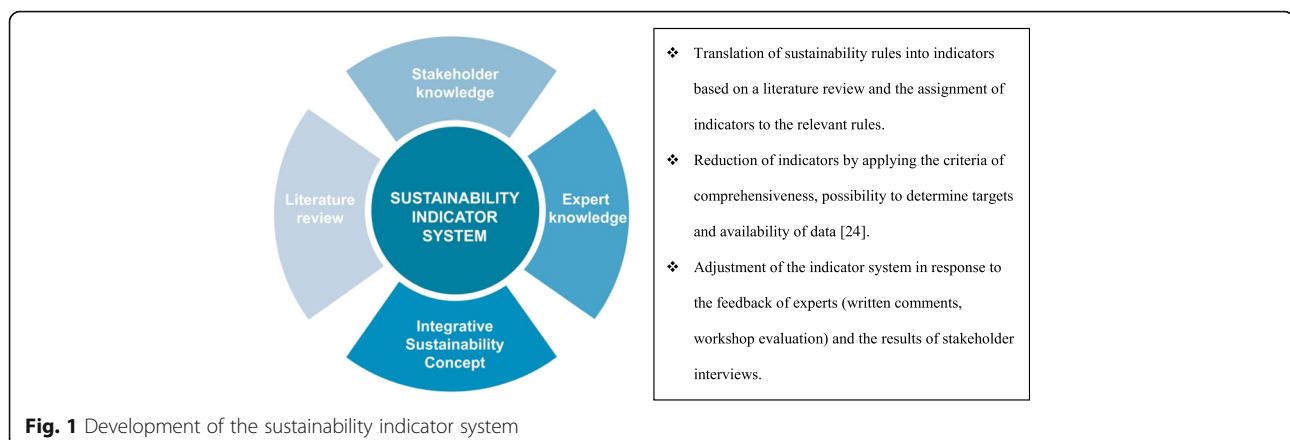 Stakeholder
knowledge
Literature
review
SUSTAINABILITY
INDICATOR
SYSTEM
Expert
knowledge
Integrative
Sustainability
Concept
❖ Translation of sustainability rules into indicators
based on a literature review and the assignment of
indicators to the relevant rules.
❖ Reduction of indicators by applying the criteria of
comprehensiveness, possibility to determine targets
and availability of data [24].
❖ Adjustment of the indicator system in response to
the feedback of experts (written comments,
workshop evaluation) and the results of stakeholder
interviews.
Fig. 1 Development of the sustainability indicator system